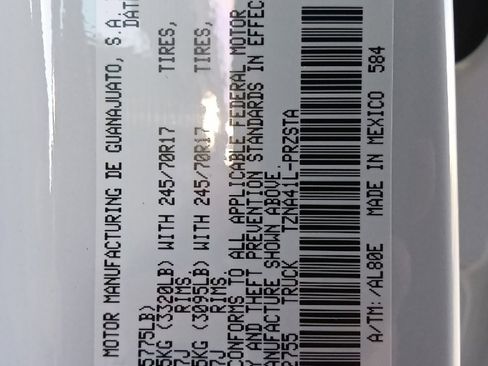 MOTOR MANUFACTURING DE GUANAJUATO, S.A.
DAT
5775LB)
5KG (3320LB) WITH 245/70R17 TIRES,
7J RIMS.
5KG (3095LB) WITH 245/70R17 TIRES,
7J RIMS.
CONFORMS TO ALL APPLICABLE FEDERAL MOTOR
Y AND THEFT PREVENTION STANDARDS IN EFFEC
ANUFACTURE SHOWN ABOVE.
2755 TRUCK TZNA41L-PRZSTA
A/TM:/AL80E MADE IN MEXICO 584